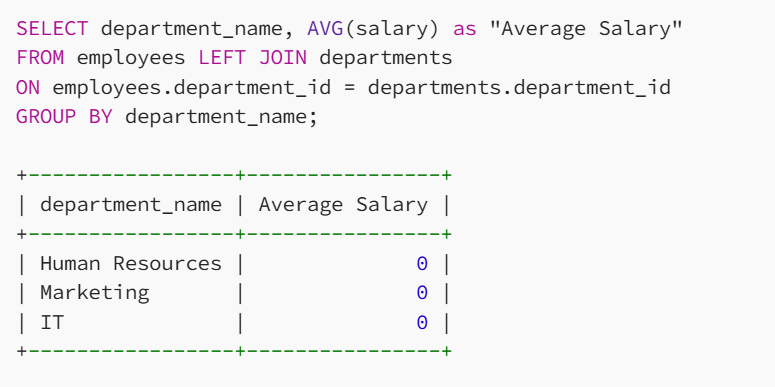 SELECT department_name, AVG(salary) as "Average Salary"
FROM employees LEFT JOIN departments
ON employees.department_id = departments.department_id
GROUP BY department_name;

+-----------------+----------------+
| department_name | Average Salary |
+-----------------+----------------+
| Human Resources |              0 |
| Marketing       |              0 |
| IT              |              0 |
+-----------------+----------------+